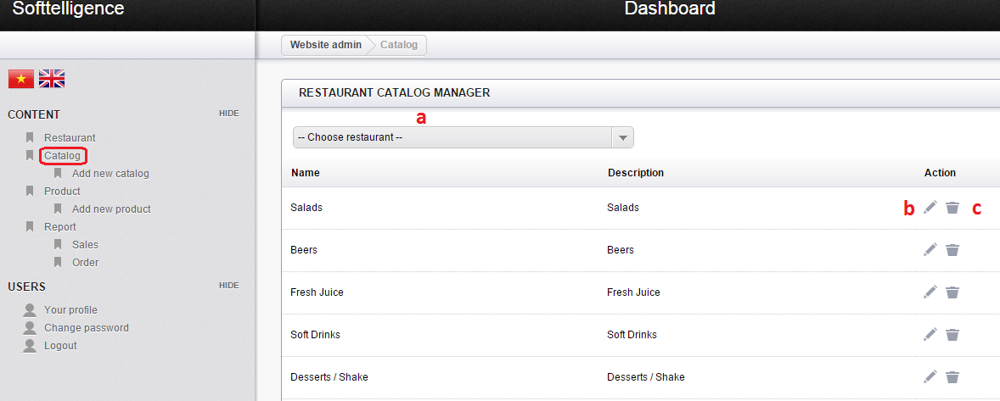 Softtelligence
Dashboard
Website admin
Catalog
CONTENT
HIDE
Restaurant
Catalog
Add new catalog
Product
Add new product
Report
Sales
Order
USERS
HIDE
Your profile
Change password
Logout
RESTAURANT CATALOG MANAGER
a
-- Choose restaurant --
Name Description Action
Salads Salads b c
Beers Beers
Fresh Juice Fresh Juice
Soft Drinks Soft Drinks
Desserts / Shake Desserts / Shake